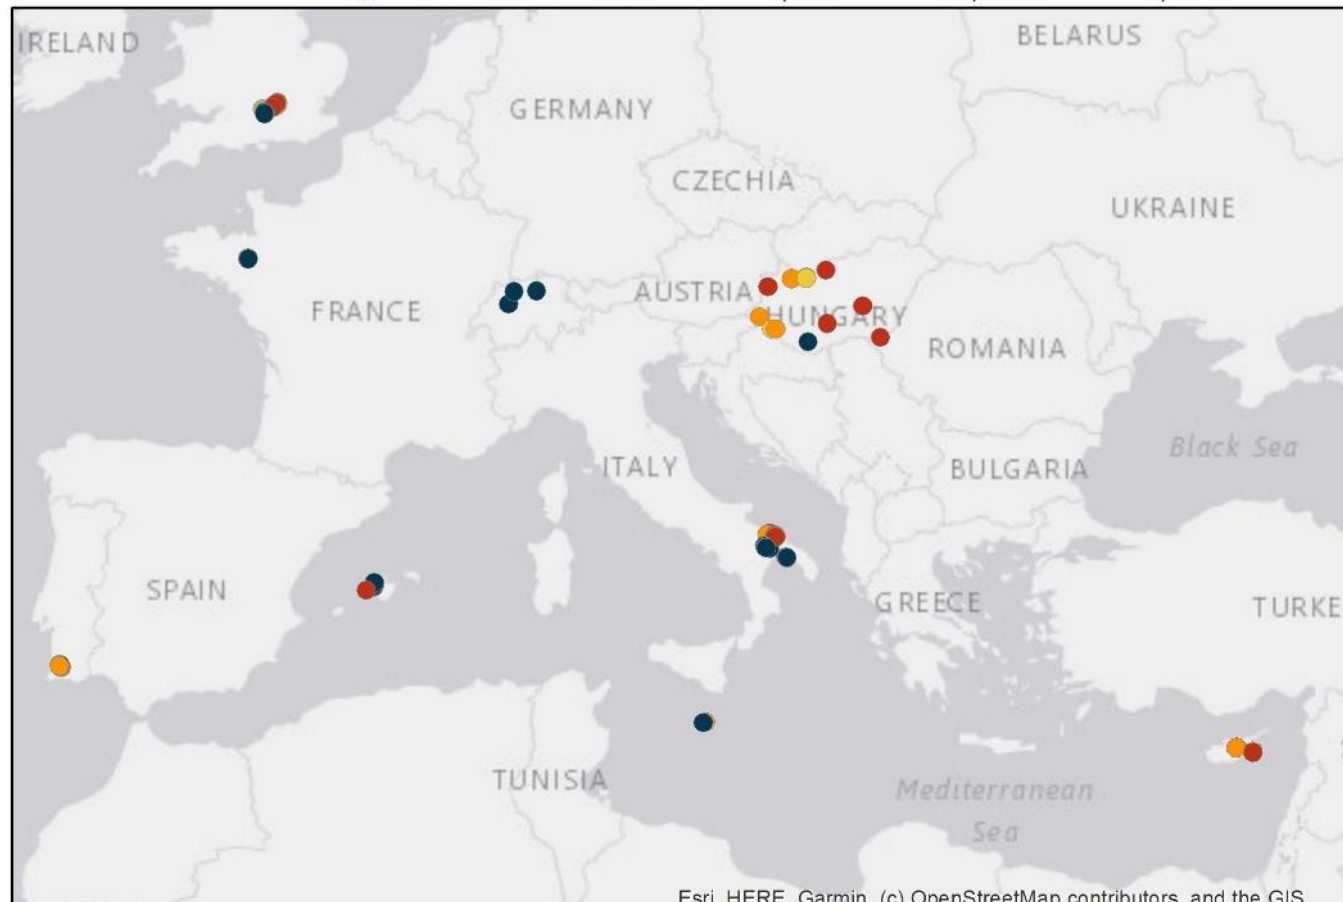 IRELAND
BELARUS
GERMANY
CZECHIA
UKRAINE
AUSTRIA
HUNGARY
FRANCE
ROMANIA
Black Sea
ITALY
BULGARIA
SPAIN
GREECE
TURKE
TUNISIA
Mediterranean
Sea
Esri, HERE, Garmin, (c) OpenStreetMap contributors, and the GIS